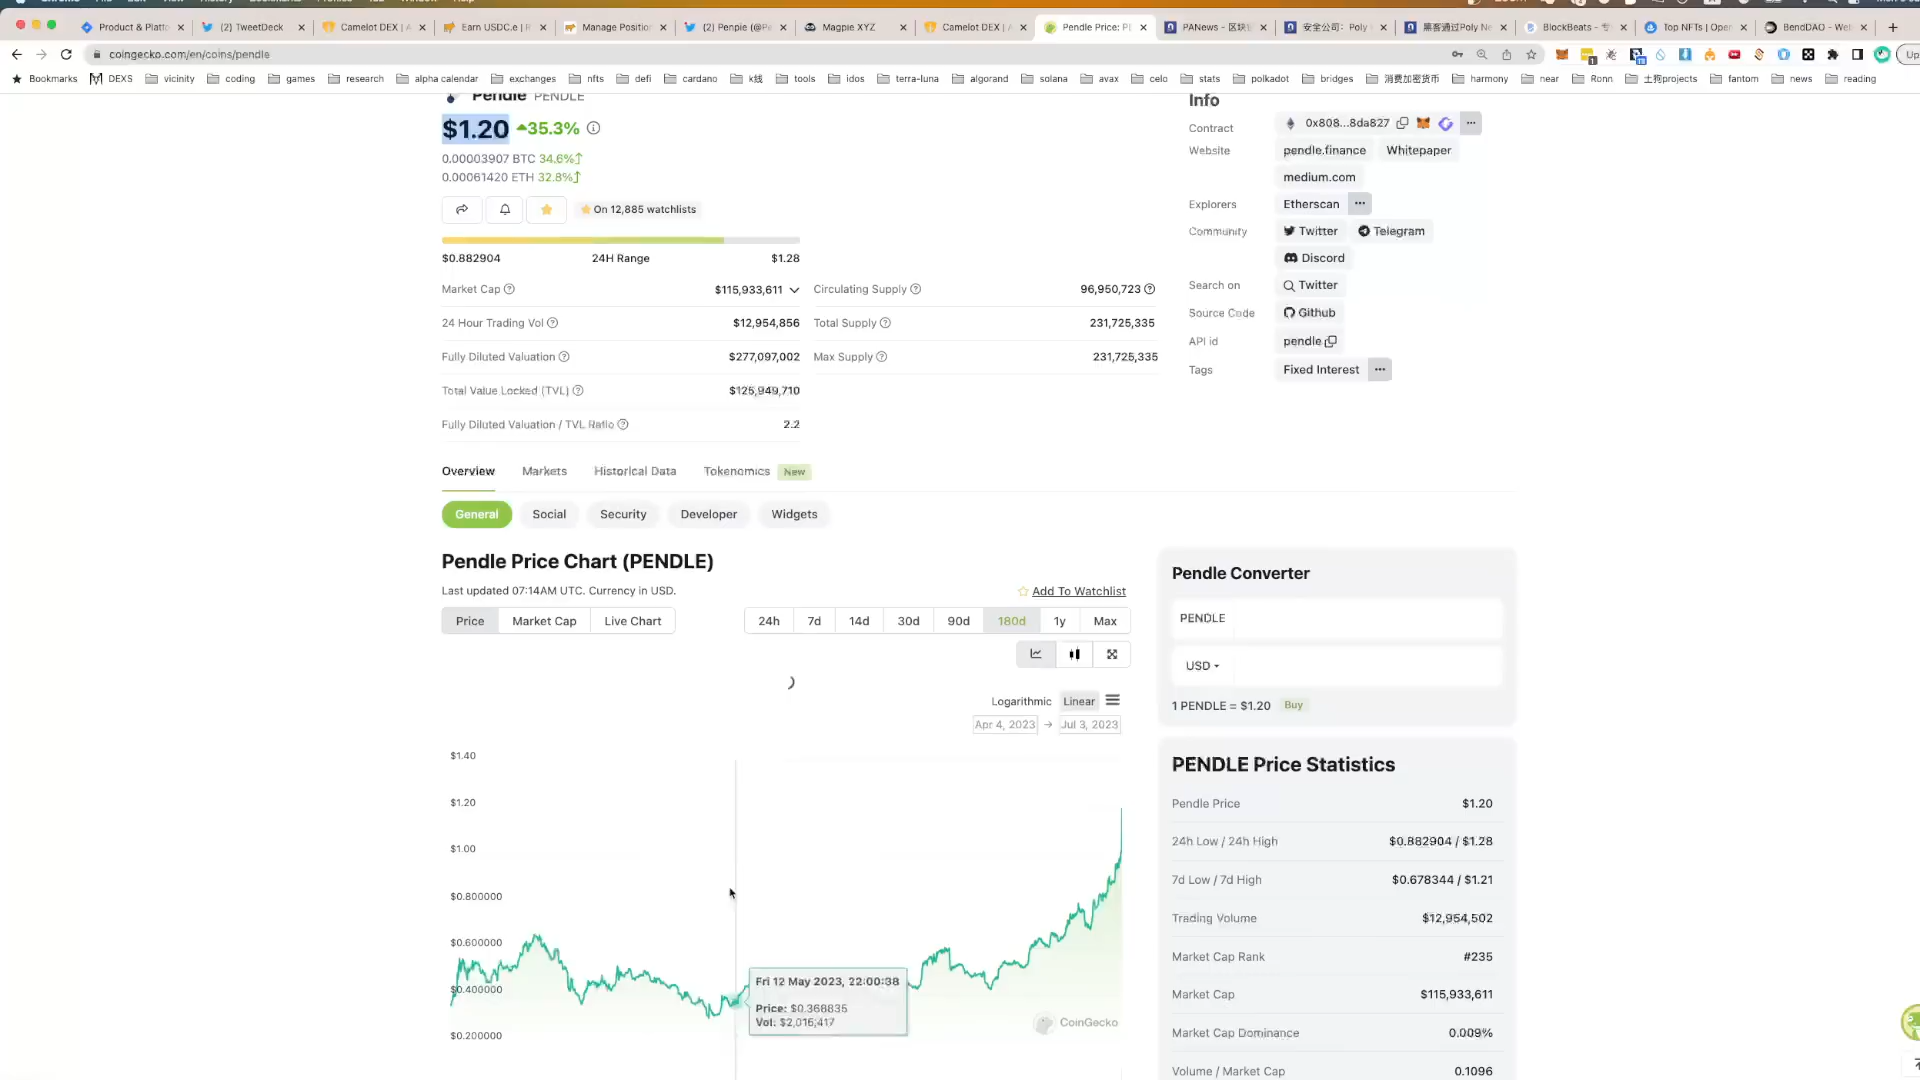 Product & Platfo
(2) TweetDeck
Camelot DEX | A
Earn USDC.e | R
Manage Position
(2) Penpie (@Pe
Magpie XYZ
Camelot DEX | A
Pendle Price: P
PANews - 区块链
安全公司：Poly
黑客通过Poly Ne
BlockBeats - 专
Top NFTs | Open
BendDAO - Wel
coingecko.com/en/coins/pendle
Bookmarks
DEXS
vicinity
coding
games
research
alpha calendar
exchanges
nfts
defi
cardano
k线
tools
idos
terra-luna
algorand
solana
avax
celo
stats
polkadot
bridges
消费加密货币
harmony
near
Ronn
土狗projects
fantom
news
reading
Pendle PENDLE
$1.20 35.3%
0.00003907 BTC 34.6%
0.00061420 ETH 32.8%
On 12,885 watchlists
$0.882904 24H Range $1.28
Market Cap $115,933,611
24 Hour Trading Vol $12,954,856
Fully Diluted Valuation $277,097,002
Total Value Locked (TVL) $125,949,710
Fully Diluted Valuation / TVL Ratio 2.2
Circulating Supply 96,950,723
Total Supply 231,725,335
Max Supply 231,725,335
Info
Contract 0x808...8da827
Website pendle.finance Whitepaper
medium.com
Explorers Etherscan
Community Twitter Telegram
Discord
Search on Twitter
Source Code Github
API id pendle
Tags Fixed Interest
Overview Markets Historical Data Tokenomics New
General Social Security Developer Widgets
Pendle Price Chart (PENDLE)
Last updated 07:14AM UTC. Currency in USD.
Add To Watchlist
Price Market Cap Live Chart
24h 7d 14d 30d 90d 180d 1y Max
Logarithmic Linear
Apr 4, 2023 → Jul 3, 2023
$1.40
$1.20
$1.00
$0.800000
$0.600000
$0.400000
$0.200000
Fri 12 May 2023, 22:00:38
Price: $0.368835
Vol: $2,015,417
CoinGecko
Pendle Converter
PENDLE
USD
1 PENDLE = $1.20 Buy
PENDLE Price Statistics
Pendle Price $1.20
24h Low / 24h High $0.882904 / $1.28
7d Low / 7d High $0.678344 / $1.21
Trading Volume $12,954,502
Market Cap Rank #235
Market Cap $115,933,611
Market Cap Dominance 0.009%
Volume / Market Cap 0.1096